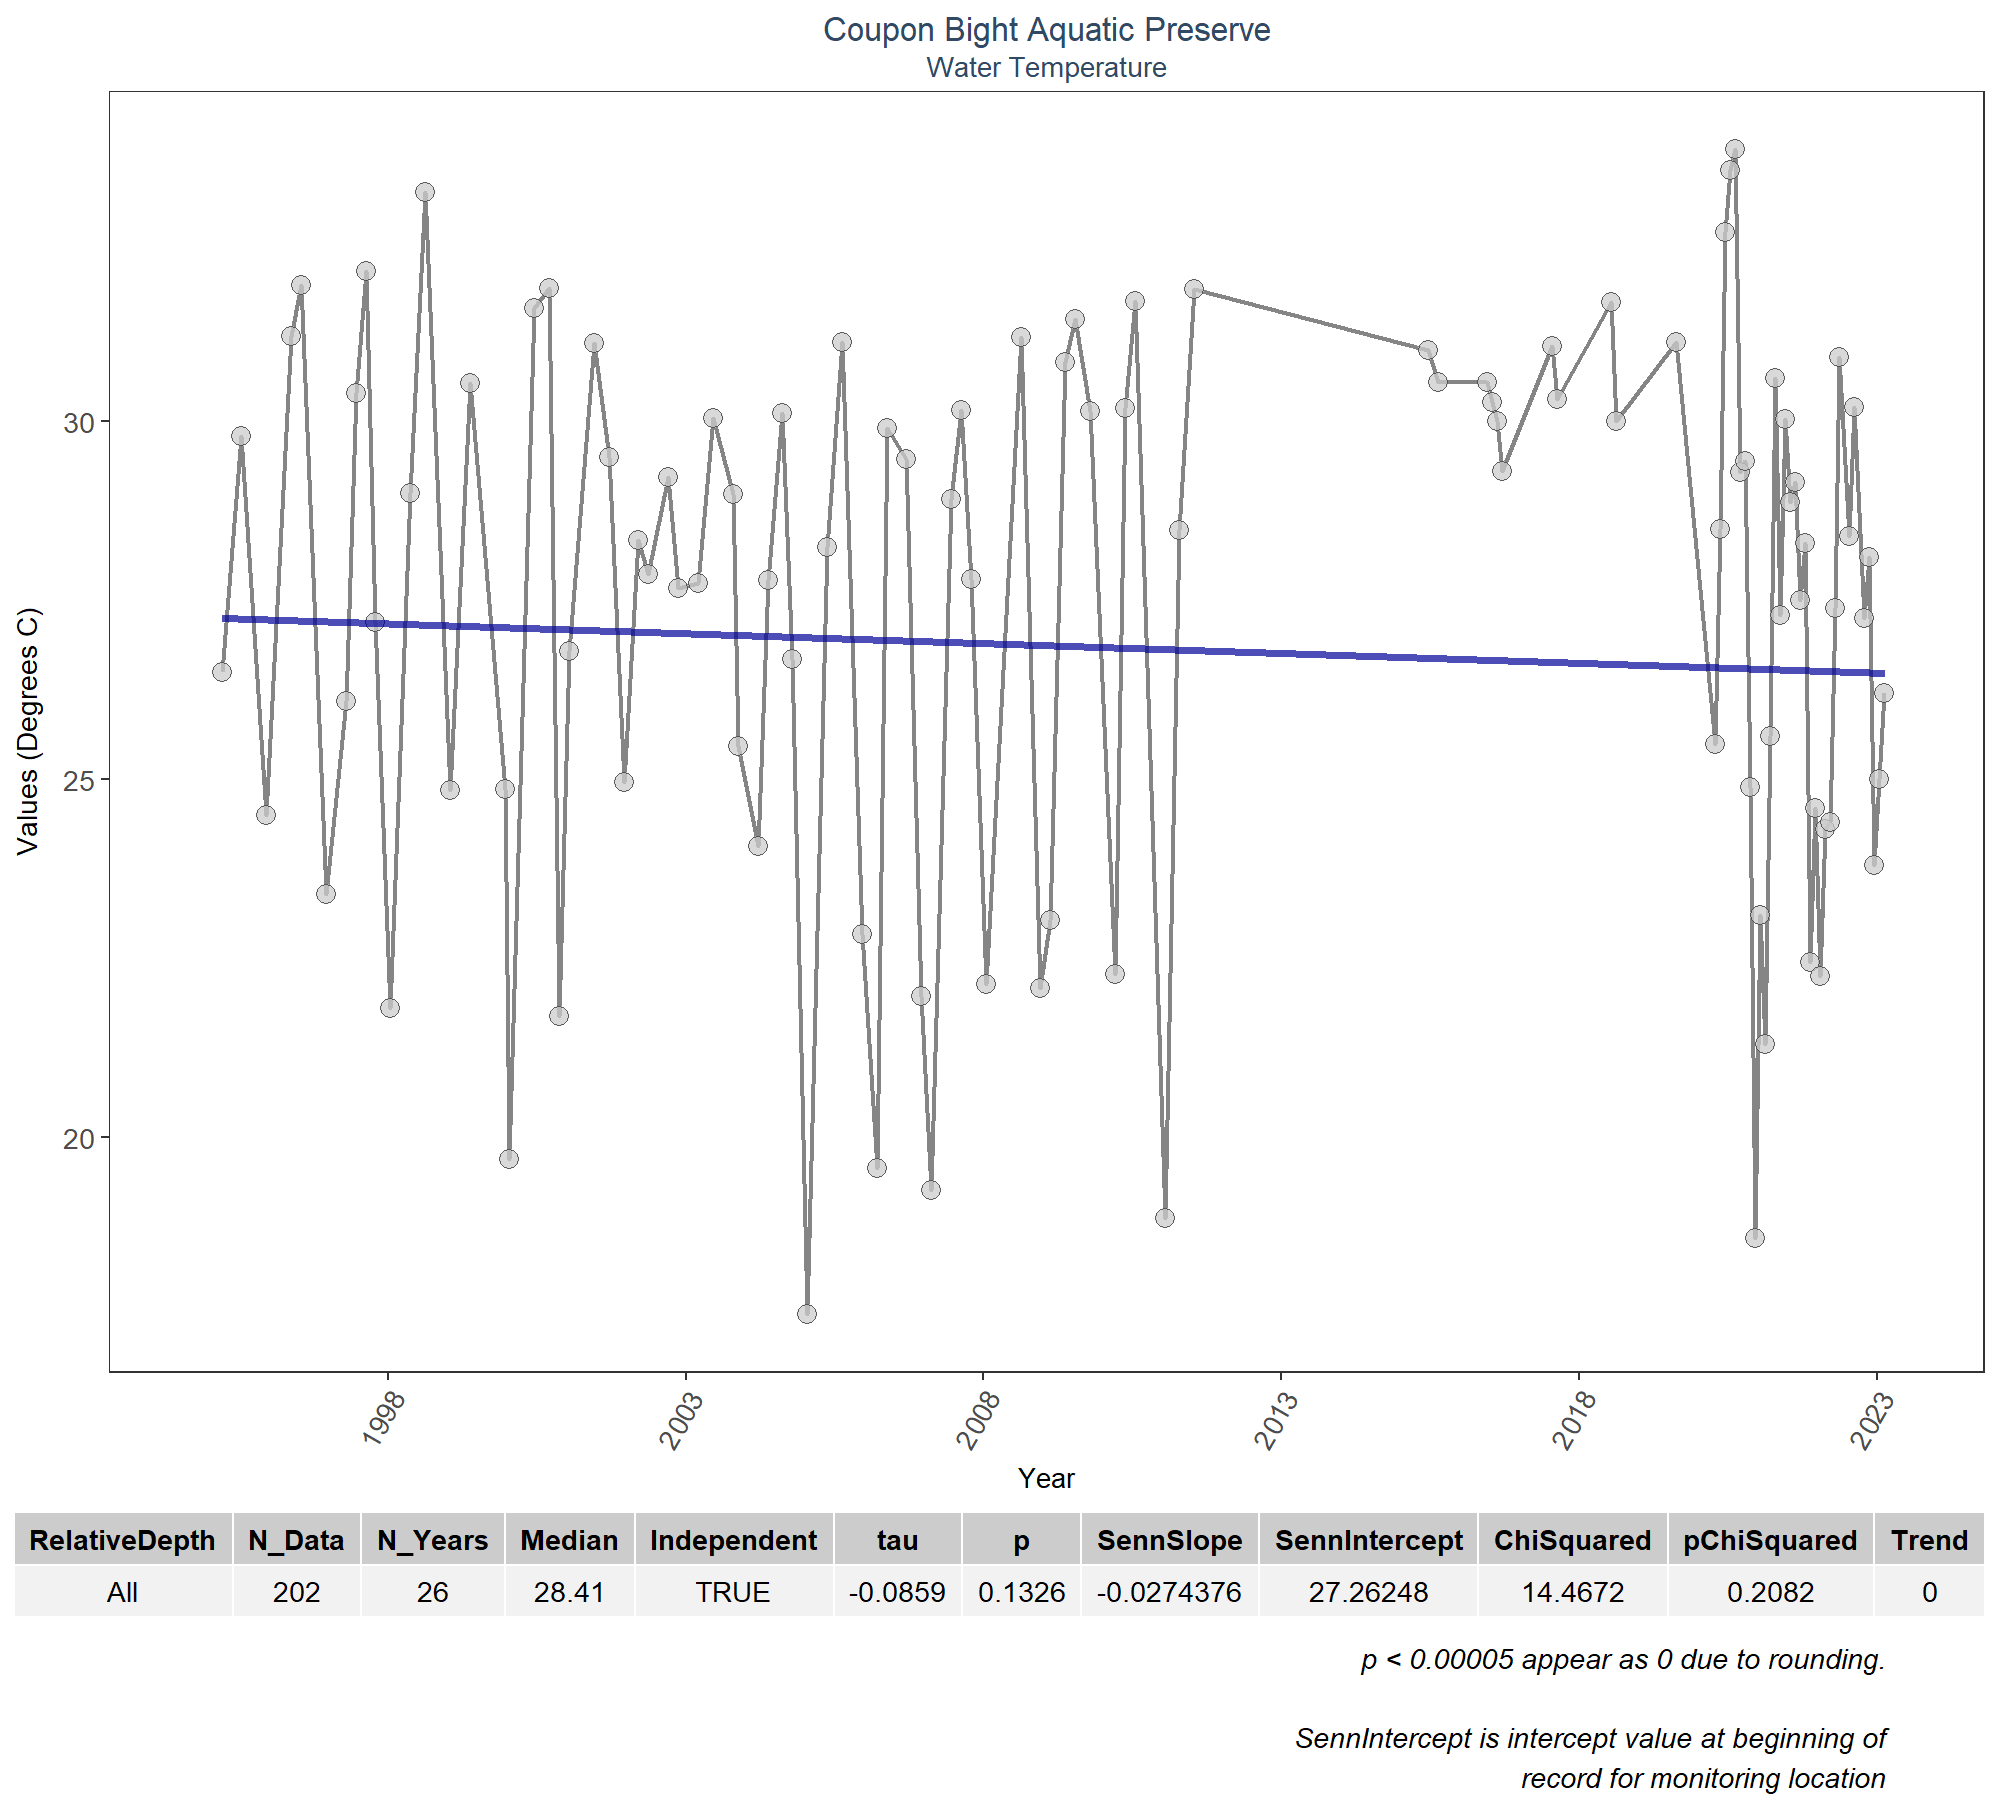 Coupon Bight Aquatic Preserve
Water Temperature
Values (Degrees C)
30
25
20
1998 2003 2008 2013 2018 2023
Year
RelativeDepth N_Data N_Years Median Independent tau p SennSlope SennIntercept ChiSquared pChiSquared Trend
All 202 26 28.41 TRUE -0.0859 0.1326 -0.0274376 27.26248 14.4672 0.2082 0
p < 0.00005 appear as 0 due to rounding.
SennIntercept is intercept value at beginning of
record for monitoring location